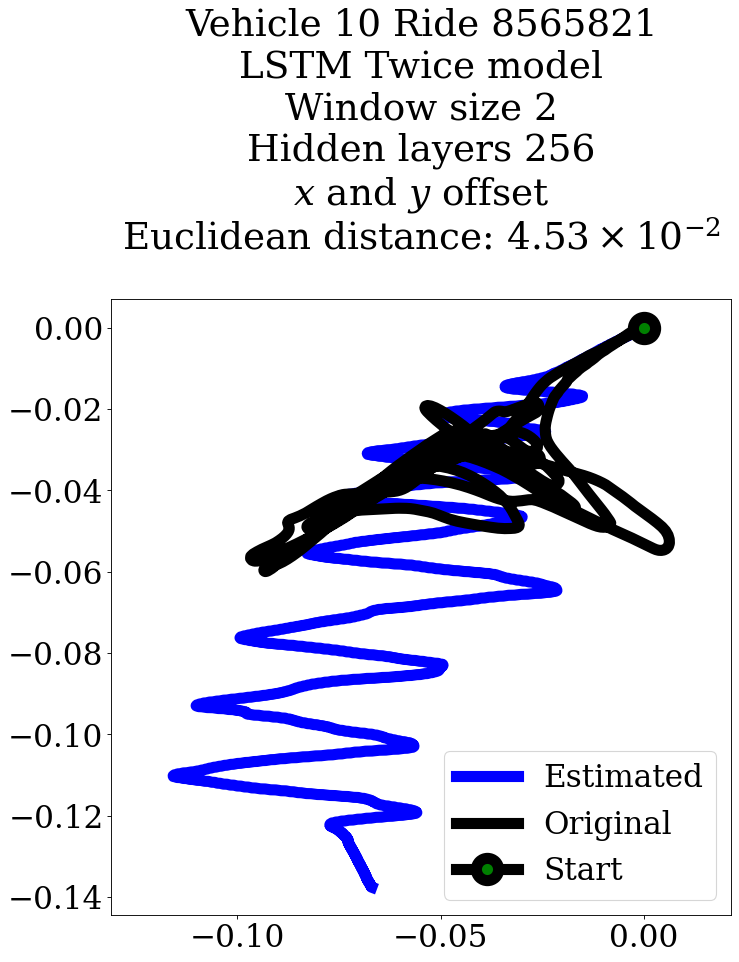 Vehicle 10 Ride 8565821
LSTM Twice model
Window size 2
Hidden layers 256
x and y offset
Euclidean distance: 4.53 × 10⁻²
0.00
−0.02
−0.04
−0.06
−0.08
−0.10
−0.12
−0.14
Estimated
Original
Start
−0.10 −0.05 0.00